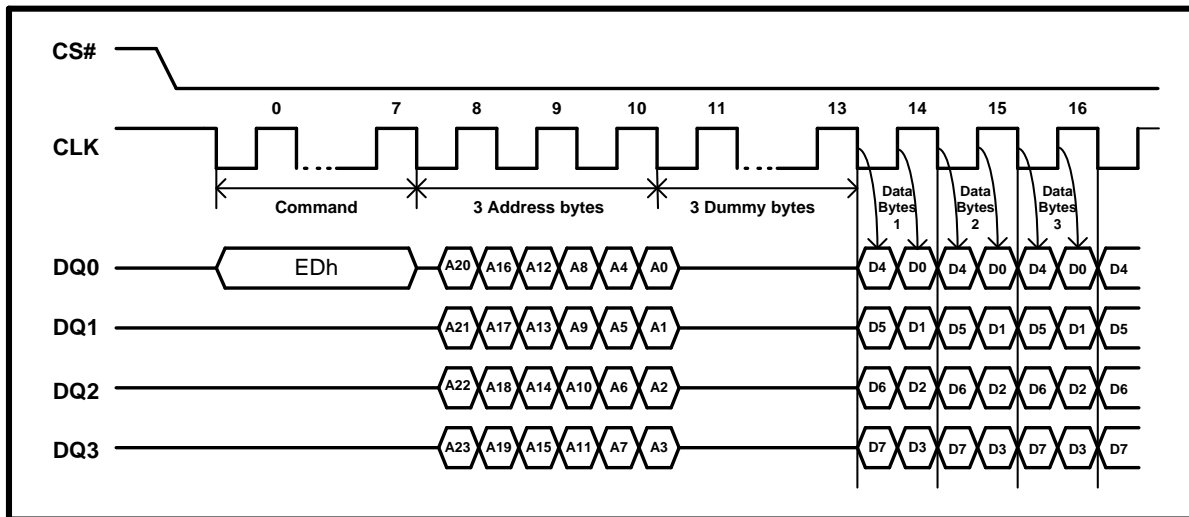 CS#
0 7 8 9 10 11 13 14 15 16
CLK
Command 3 Address bytes 3 Dummy bytes
Data Bytes 1
Data Bytes 2
Data Bytes 3
DQ0 EDh A20 A16 A12 A8 A4 A0 D4 D0 D4 D0 D4 D0 D4
DQ1 A21 A17 A13 A9 A5 A1 D5 D1 D5 D1 D5 D1 D5
DQ2 A22 A18 A14 A10 A6 A2 D6 D2 D6 D2 D6 D2 D6
DQ3 A23 A19 A15 A11 A7 A3 D7 D3 D7 D3 D7 D3 D7